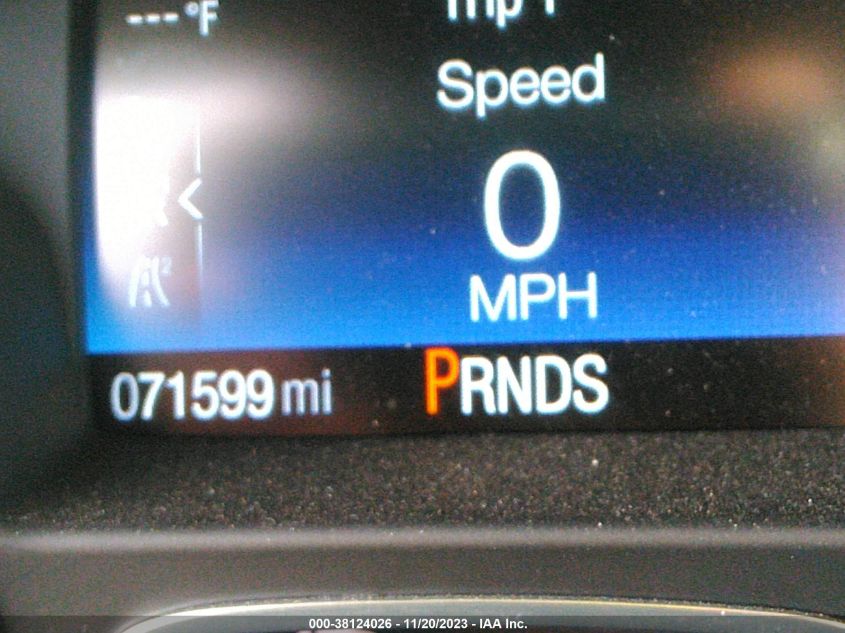 --- °F
Speed
0
MPH
071599 mi
PRNDS
000-38124026 - 11/20/2023 - IAA Inc.